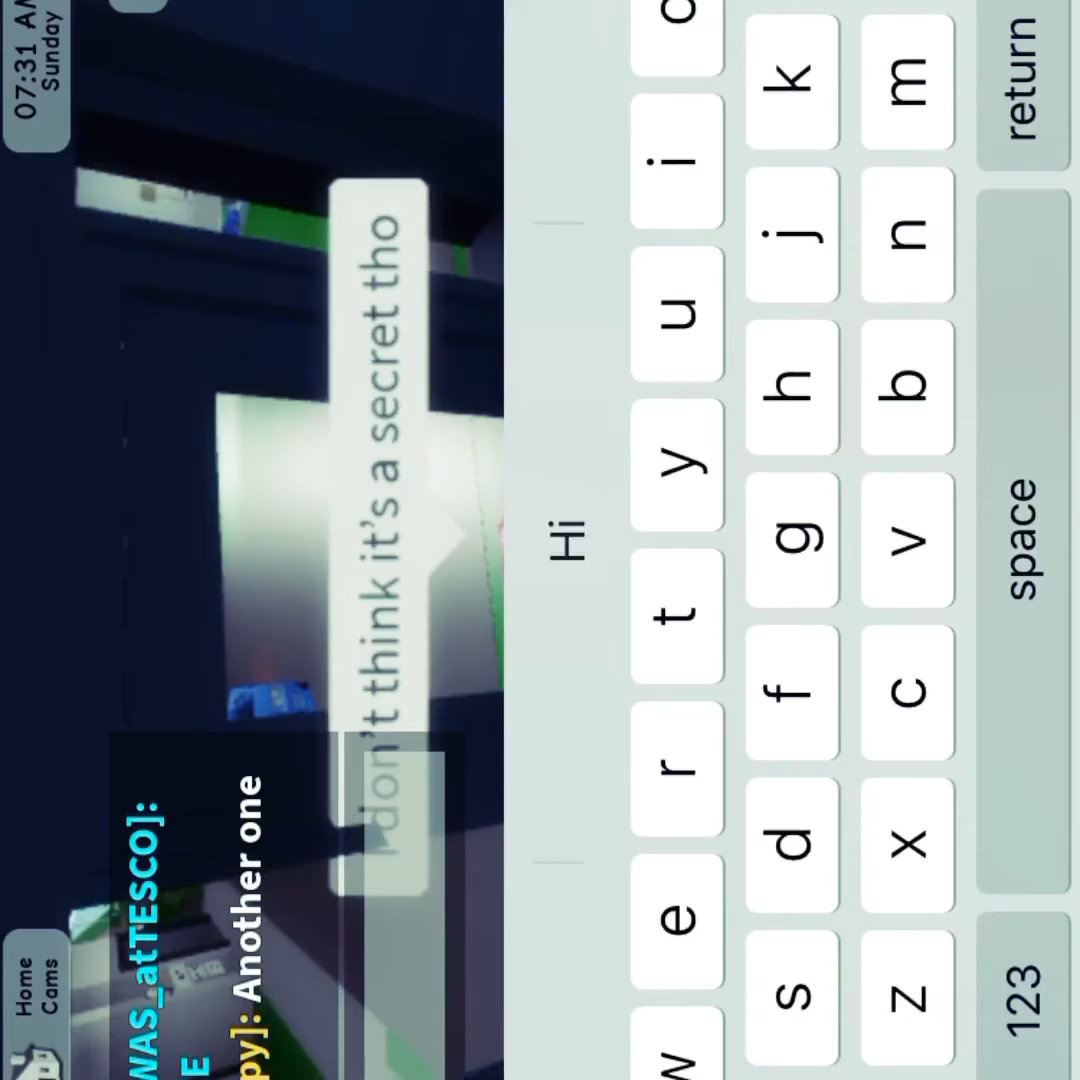 07:31 AM
Sunday
Home
Cams
WAS_atTESCO]:
E
py]: Another one
don't think it's a secret tho
Hi
w e r t y u i o
s d f g h j k
z x c v b n m
123 space return